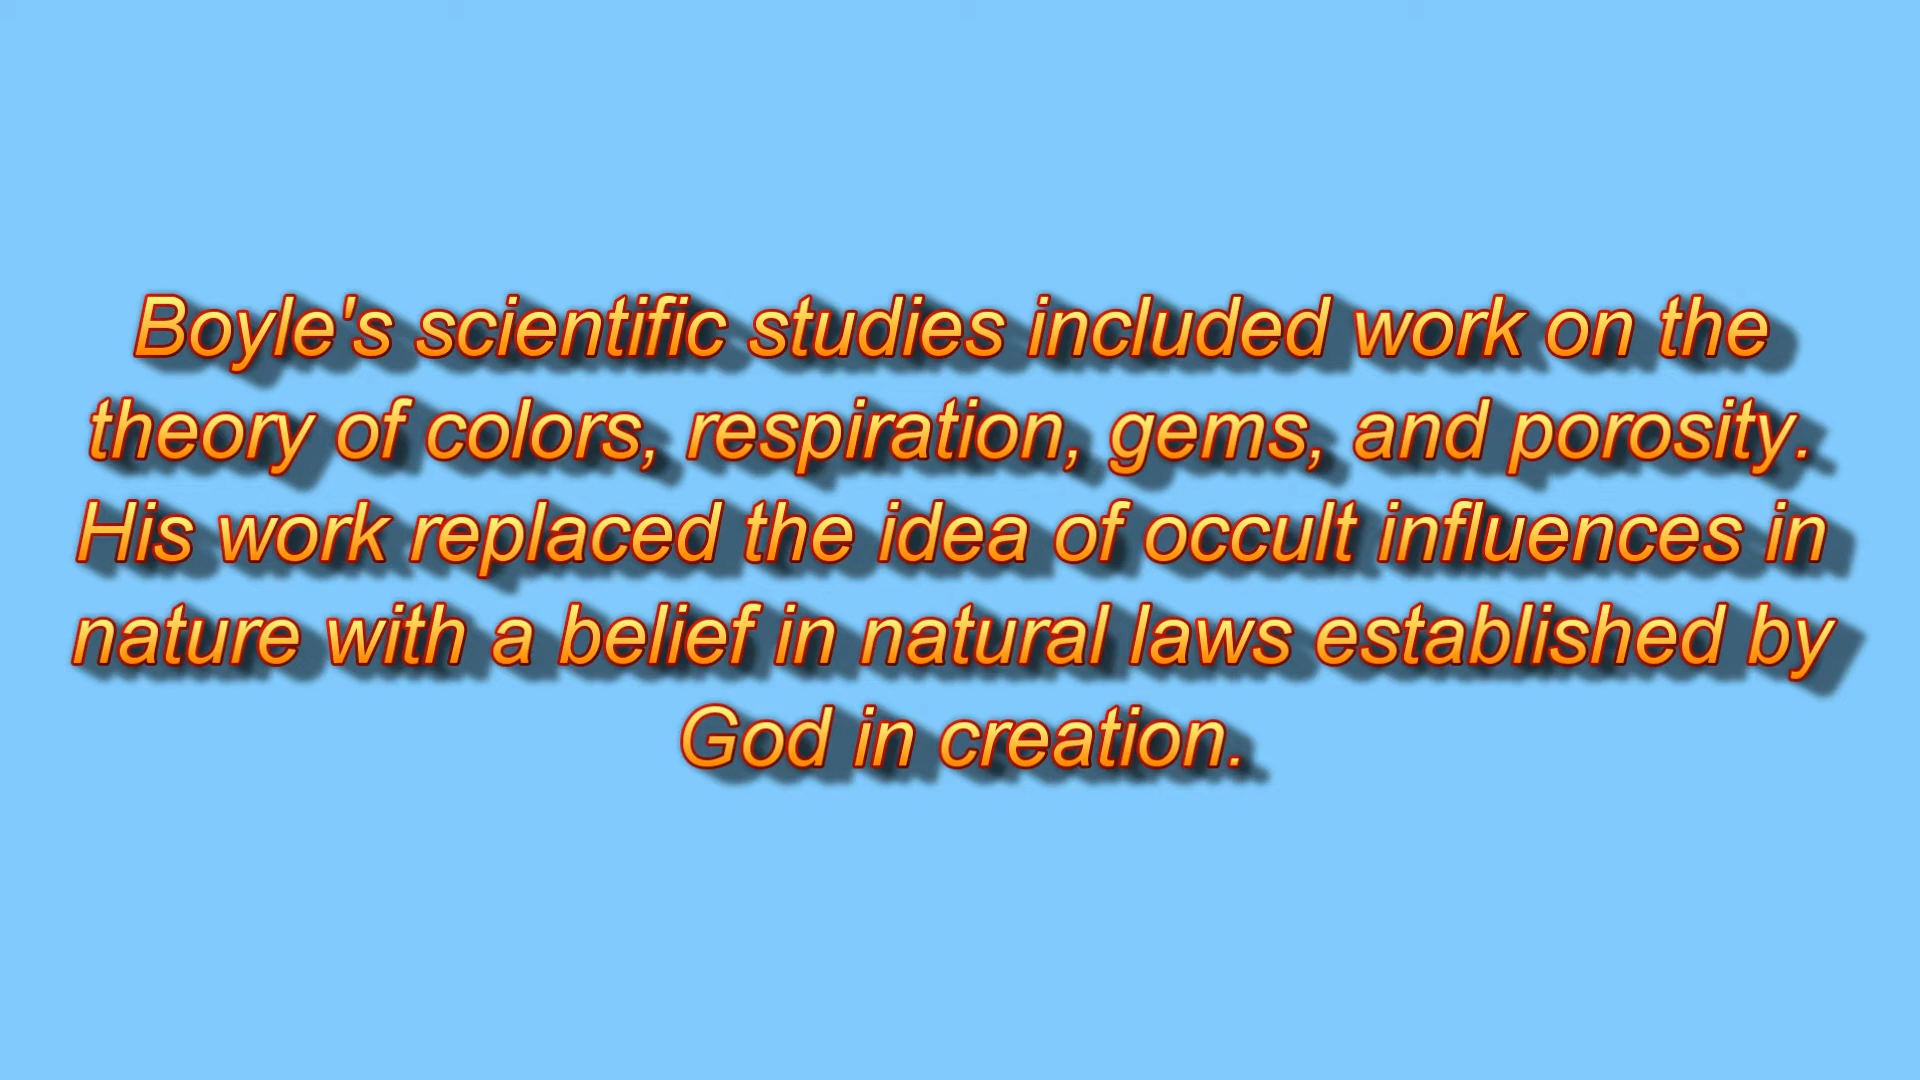 Boyle's scientific studies included work on the
theory of colors, respiration, gems, and porosity.
His work replaced the idea of occult influences in
nature with a belief in natural laws established by
God in creation.